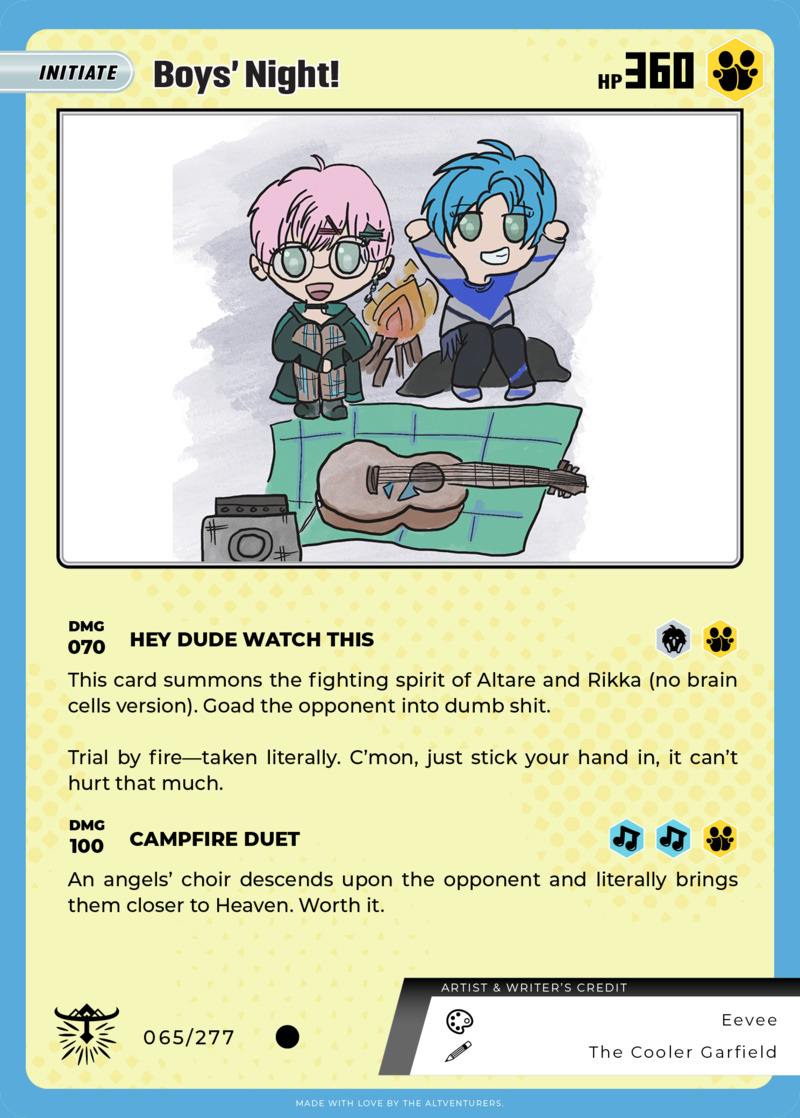 INITIATE
Boys' Night!
HP 360
DMG
070
HEY DUDE WATCH THIS
This card summons the fighting spirit of Altare and Rikka (no brain
cells version). Goad the opponent into dumb shit.
Trial by fire—taken literally. C'mon, just stick your hand in, it can't
hurt that much.
DMG
100
CAMPFIRE DUET
An angels' choir descends upon the opponent and literally brings
them closer to Heaven. Worth it.
ARTIST & WRITER'S CREDIT
065/277
Eevee
The Cooler Garfield
MADE WITH LOVE BY THE ALTVENTURERS.